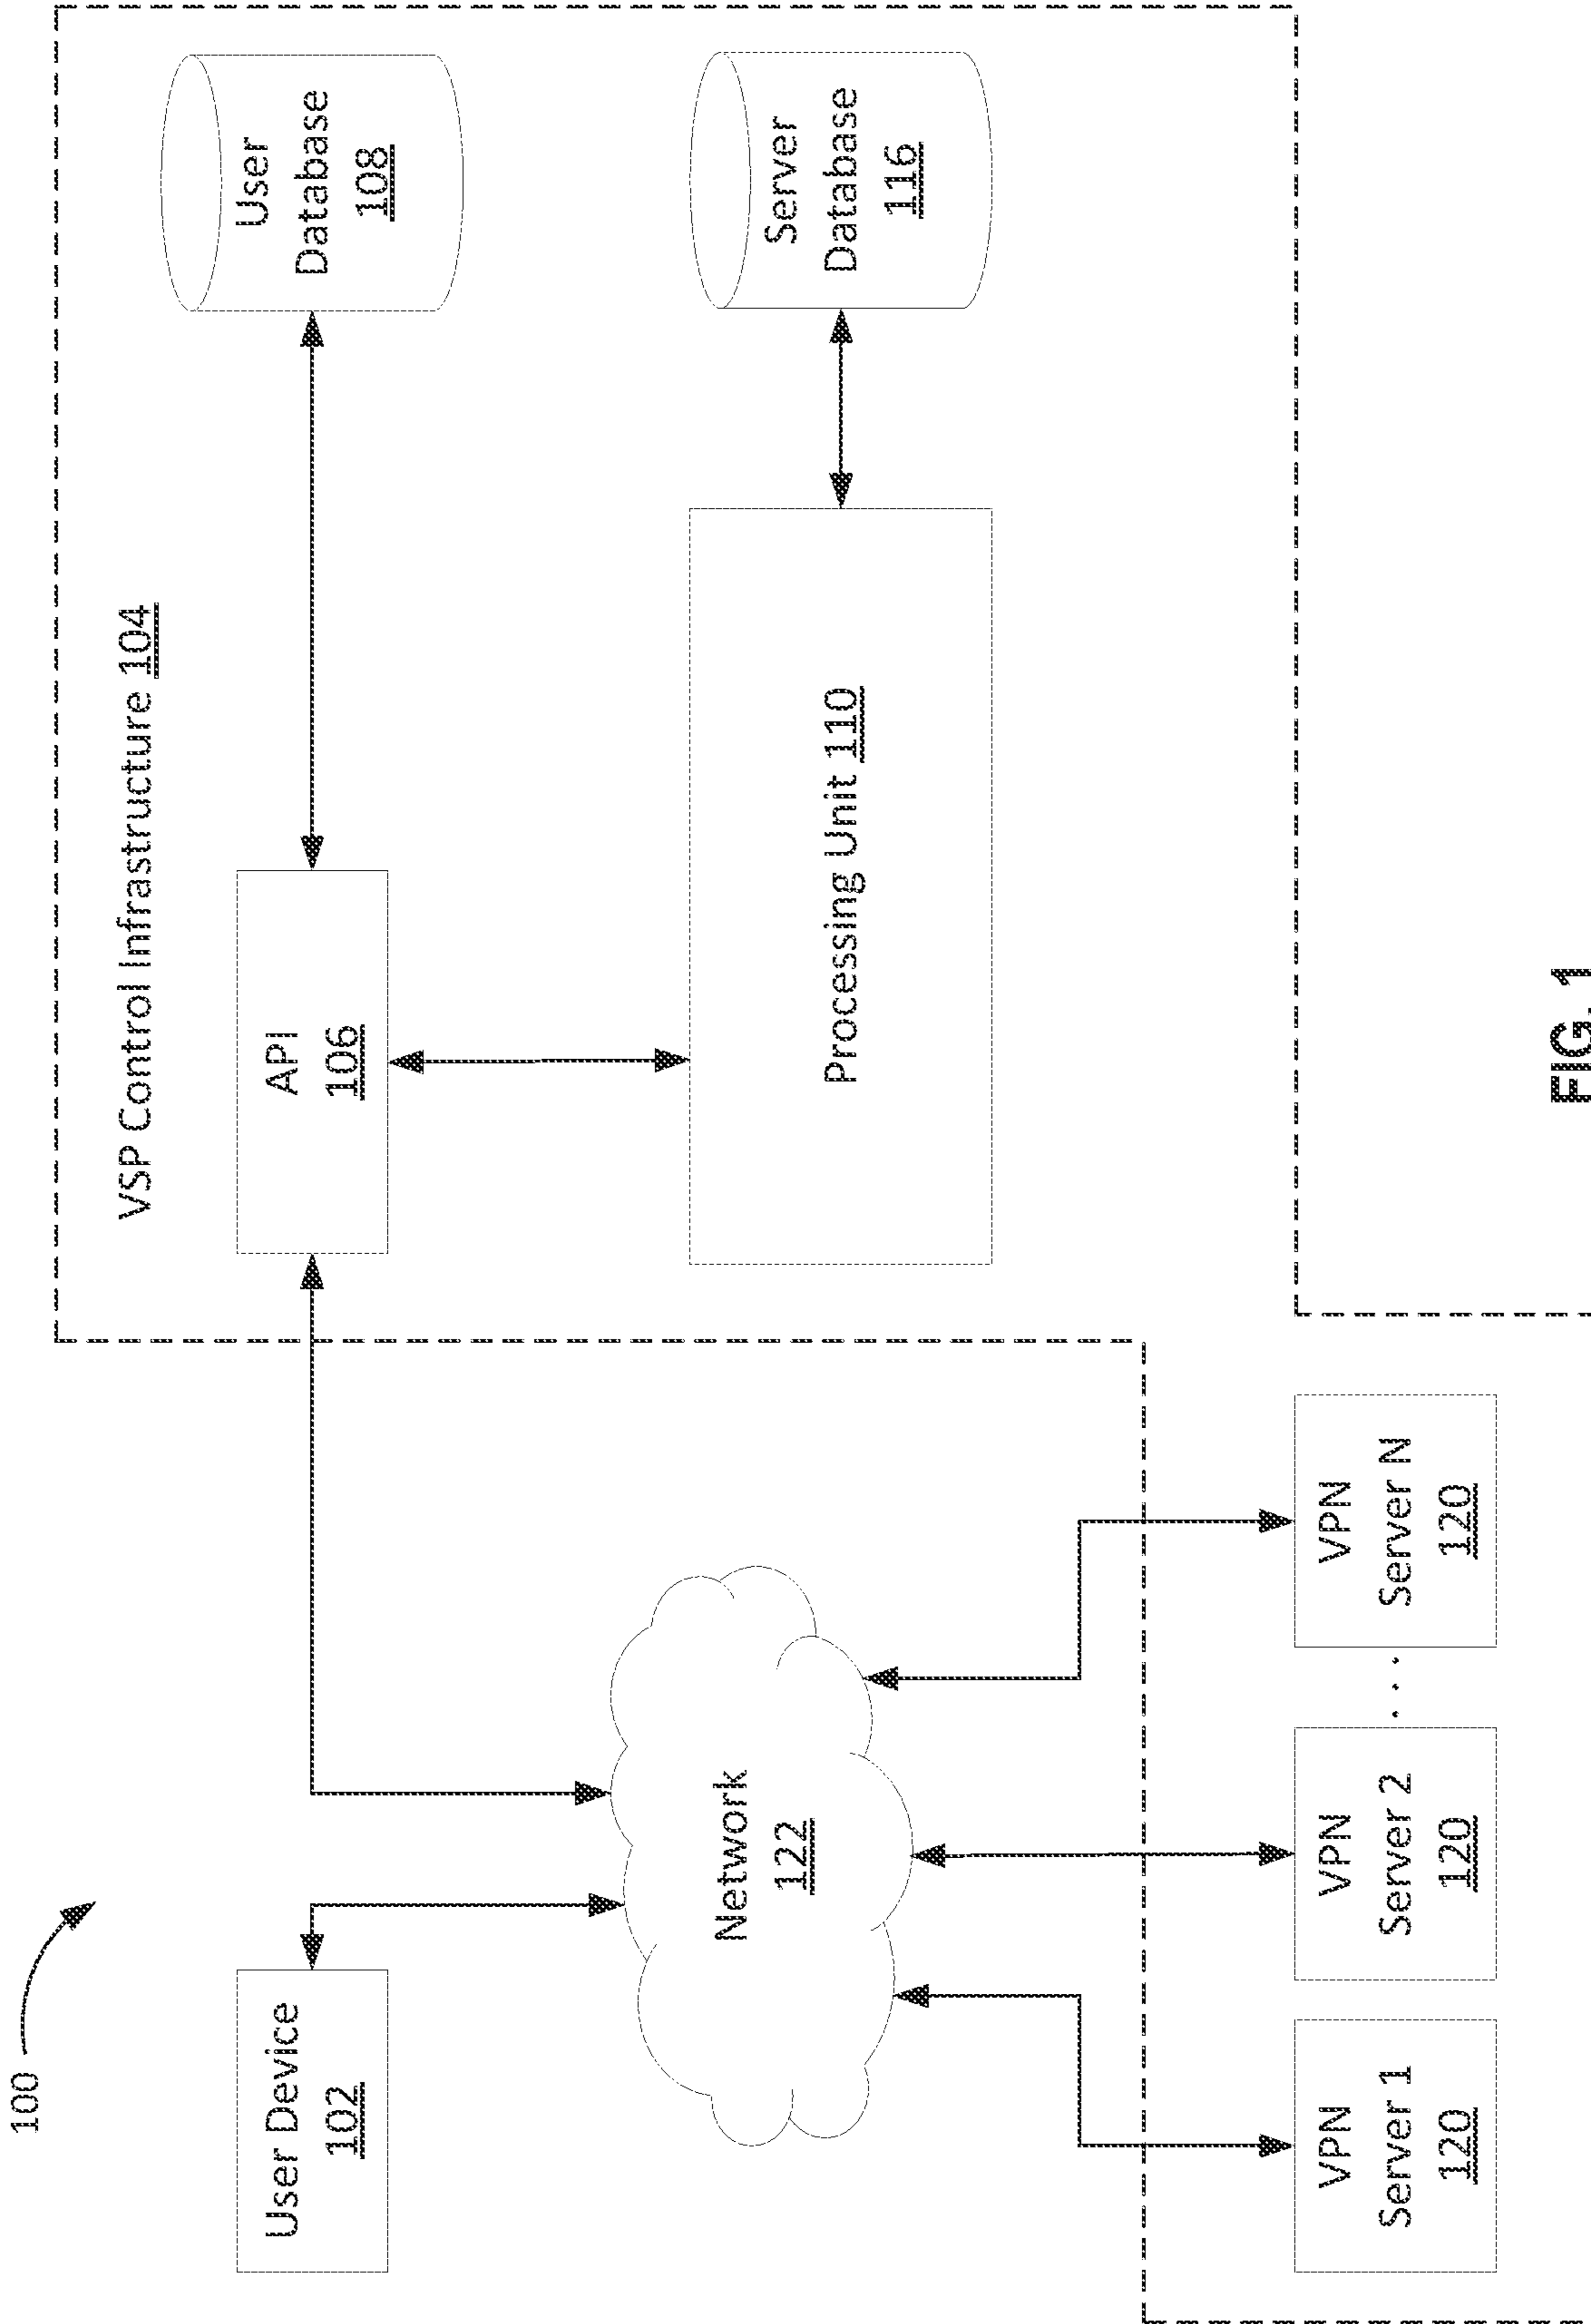 100
VSP Control Infrastructure 104
User Device
102
API
106
User
Database
108
Network
122
Processing Unit 110
Server
Database
116
VPN
Server 1
120
VPN
Server 2
120
. . .
VPN
Server N
120
FIG. 1